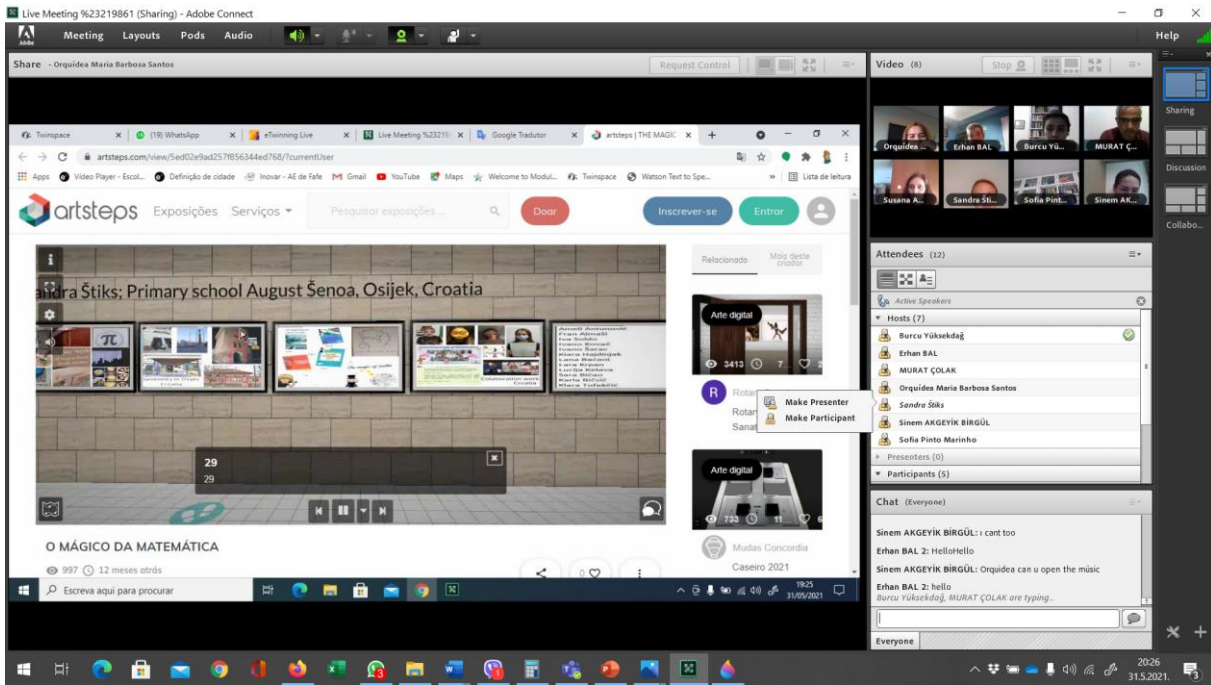 Live Meeting %23219861 (Sharing) - Adobe Connect
Adobe
Meeting Layouts Pods Audio
Help
Share - Orquídea Maria Barbosa Santos
Request Control
Twinspace
(19) WhatsApp
eTwinning Live
Live Meeting %23219
Google Tradutor
artsteps | THE MAGIC
artsteps.com/view/5ed02e9ad257f856344ed768/?currentUser
Apps
Video Player - Escol...
Definição de cidade
Inovar - AE de Fafe
Gmail
YouTube
Maps
Welcome to Modul...
Twinspace
Watson Text to Spe...
Lista de leitura
artsteps
Exposições
Serviços
Pesquisar exposições ...
Doar
Inscrever-se
Entrar
andra Štiks; Primary school August Šenoa, Osijek, Croatia
π
29
29
O MÁGICO DA MATEMÁTICA
997 12 meses atrás
0
Relacionado
Mais deste criador
Arte digital
3413 7
R
Arte digital
733 11 6
Mudas Concordia
Caseiro 2021
Make Presenter
Make Participant
Escreva aqui para procurar
19:25
31/05/2021
Video (8)
Stop
Orquídea ...
Erhan BAL
Burcu Yü...
MURAT Ç...
Susana A...
Sandra Šti...
Sofia Pint...
Sinem AK...
Attendees (12)
Active Speakers
Hosts (7)
Burcu Yüksekdağ
Erhan BAL
MURAT ÇOLAK
Orquídea Maria Barbosa Santos
Sandra Štiks
Sinem AKGEYİK BİRGÜL
Sofia Pinto Marinho
Presenters (0)
Participants (5)
Chat (Everyone)
Sinem AKGEYİK BİRGÜL: ı cant too
Erhan BAL 2: HelloHello
Sinem AKGEYİK BİRGÜL: Orquidea can u open the müsic
Erhan BAL 2: hello
Burcu Yüksekdağ, MURAT ÇOLAK are typing...
Everyone
Sharing
Discussion
Collabo...
20:26
31.5.2021.